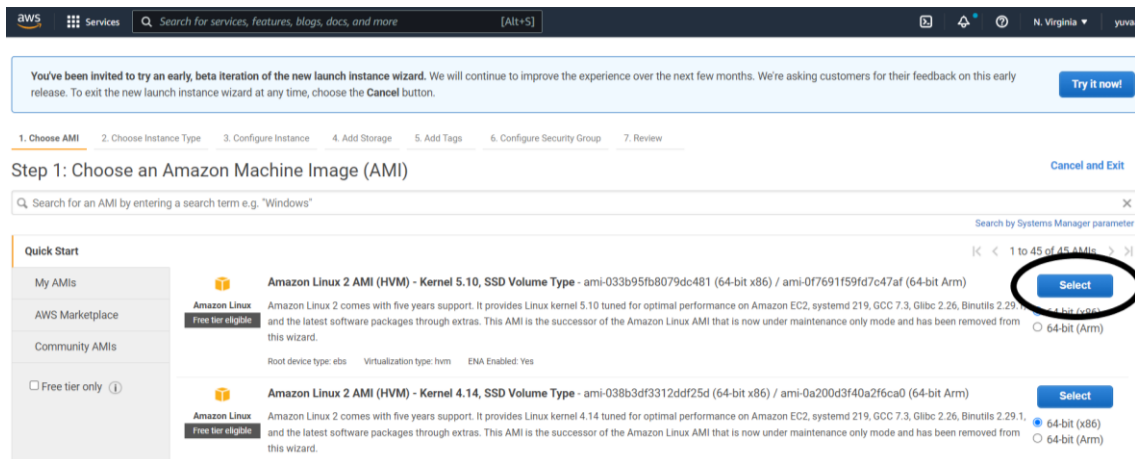 aws Services Search for services, features, blogs, docs, and more [Alt+S] N. Virginia yuva
You've been invited to try an early, beta iteration of the new launch instance wizard. We will continue to improve the experience over the next few months. We're asking customers for their feedback on this early
release. To exit the new launch instance wizard at any time, choose the Cancel button.
Try it now!
1. Choose AMI 2. Choose Instance Type 3. Configure Instance 4. Add Storage 5. Add Tags 6. Configure Security Group 7. Review
Step 1: Choose an Amazon Machine Image (AMI)
Cancel and Exit
Search for an AMI by entering a search term e.g. "Windows"
Search by Systems Manager parameter
Quick Start
1 to 45 of 45 AMIs
My AMIs
AWS Marketplace
Community AMIs
Free tier only
Amazon Linux
Free tier eligible
Amazon Linux 2 AMI (HVM) - Kernel 5.10, SSD Volume Type - ami-033b95fb8079dc481 (64-bit x86) / ami-0f7691f59fd7c47af (64-bit Arm)
Amazon Linux 2 comes with five years support. It provides Linux kernel 5.10 tuned for optimal performance on Amazon EC2, systemd 219, GCC 7.3, Glibc 2.26, Binutils 2.29.1,
and the latest software packages through extras. This AMI is the successor of the Amazon Linux AMI that is now under maintenance only mode and has been removed from
this wizard.
Root device type: ebs Virtualization type: hvm ENA Enabled: Yes
Select
64-bit (x86)
64-bit (Arm)
Amazon Linux
Free tier eligible
Amazon Linux 2 AMI (HVM) - Kernel 4.14, SSD Volume Type - ami-038b3df3312ddf25d (64-bit x86) / ami-0a200d3f40a2f6ca0 (64-bit Arm)
Amazon Linux 2 comes with five years support. It provides Linux kernel 4.14 tuned for optimal performance on Amazon EC2, systemd 219, GCC 7.3, Glibc 2.26, Binutils 2.29.1,
and the latest software packages through extras. This AMI is the successor of the Amazon Linux AMI that is now under maintenance only mode and has been removed from
this wizard.
Select
64-bit (x86)
64-bit (Arm)